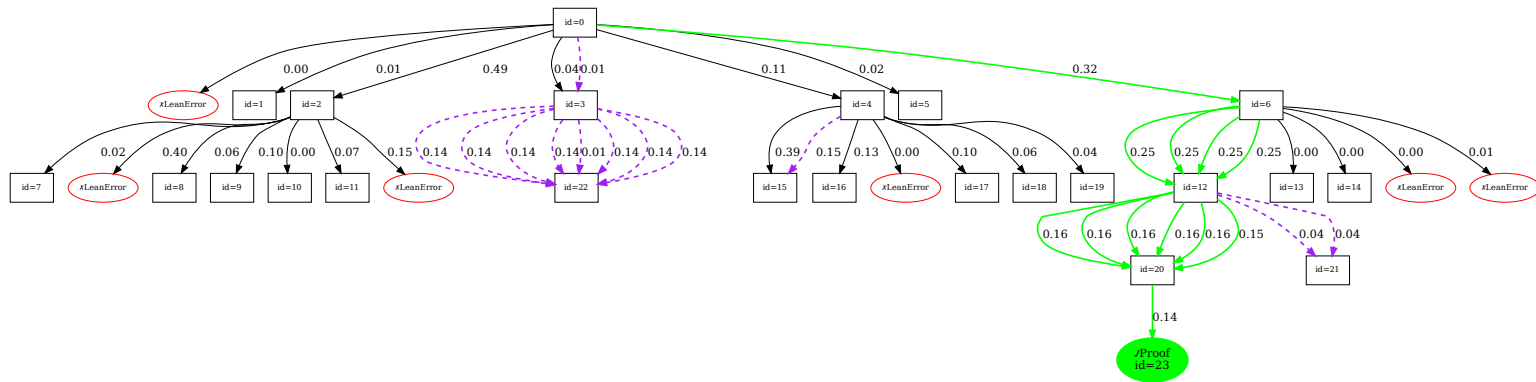 id=0
0.00
0.01
0.49
0.04
0.01
0.11
0.02
0.32
✗LeanError
id=1
id=2
id=3
id=4
id=5
id=6
0.02
0.40
0.06
0.10
0.00
0.07
0.15
0.14
0.14
0.14
0.14
0.01
0.14
0.14
0.14
0.39
0.15
0.13
0.00
0.10
0.06
0.04
0.25
0.25
0.25
0.25
0.00
0.00
0.00
0.01
id=7
✗LeanError
id=8
id=9
id=10
id=11
✗LeanError
id=22
id=15
id=16
✗LeanError
id=17
id=18
id=19
id=12
id=13
id=14
✗LeanError
✗LeanError
0.16
0.16
0.16
0.16
0.16
0.15
0.04
0.04
id=20
id=21
0.14
✓Proof
id=23